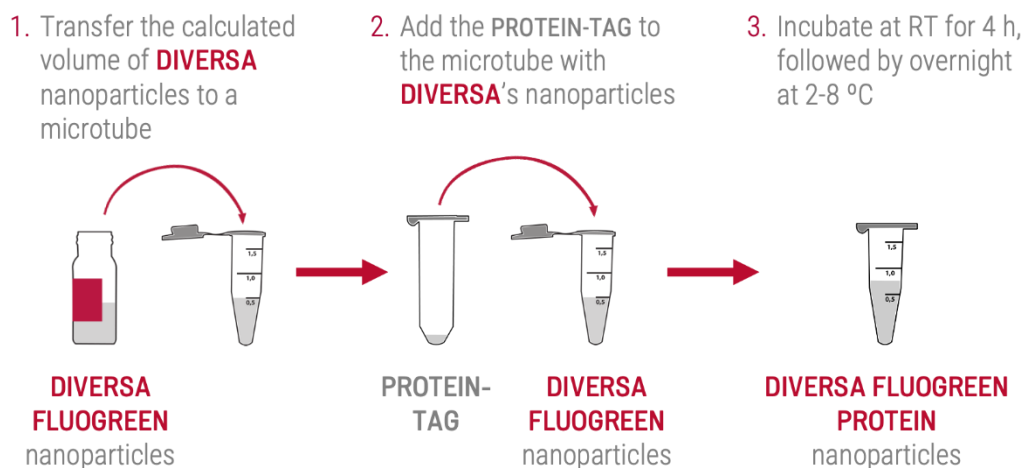 1. Transfer the calculated
volume of DIVERSA
nanoparticles to a
microtube
2. Add the PROTEIN-TAG to
the microtube with
DIVERSA's nanoparticles
3. Incubate at RT for 4 h,
followed by overnight
at 2-8 ºC
1,5
1,0
0,5
1,5
1,0
0,5
1,5
1,0
0,5
DIVERSA
FLUOGREEN
nanoparticles
PROTEIN-
TAG
DIVERSA
FLUOGREEN
nanoparticles
DIVERSA FLUOGREEN
PROTEIN
nanoparticles